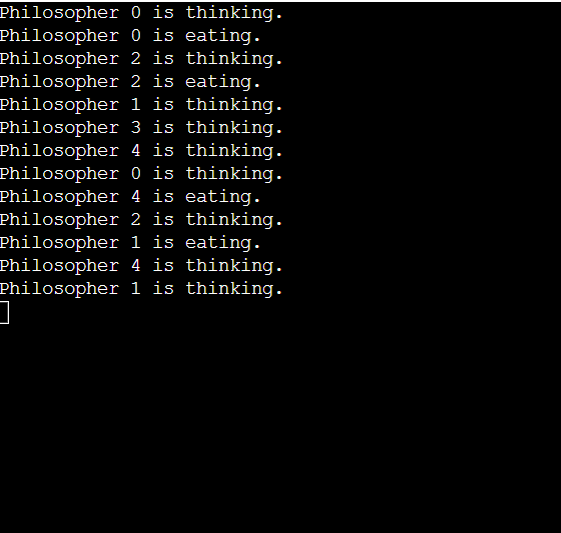 Philosopher 0 is thinking.
Philosopher 0 is eating.
Philosopher 2 is thinking.
Philosopher 2 is eating.
Philosopher 1 is thinking.
Philosopher 3 is thinking.
Philosopher 4 is thinking.
Philosopher 0 is thinking.
Philosopher 4 is eating.
Philosopher 2 is thinking.
Philosopher 1 is eating.
Philosopher 4 is thinking.
Philosopher 1 is thinking.